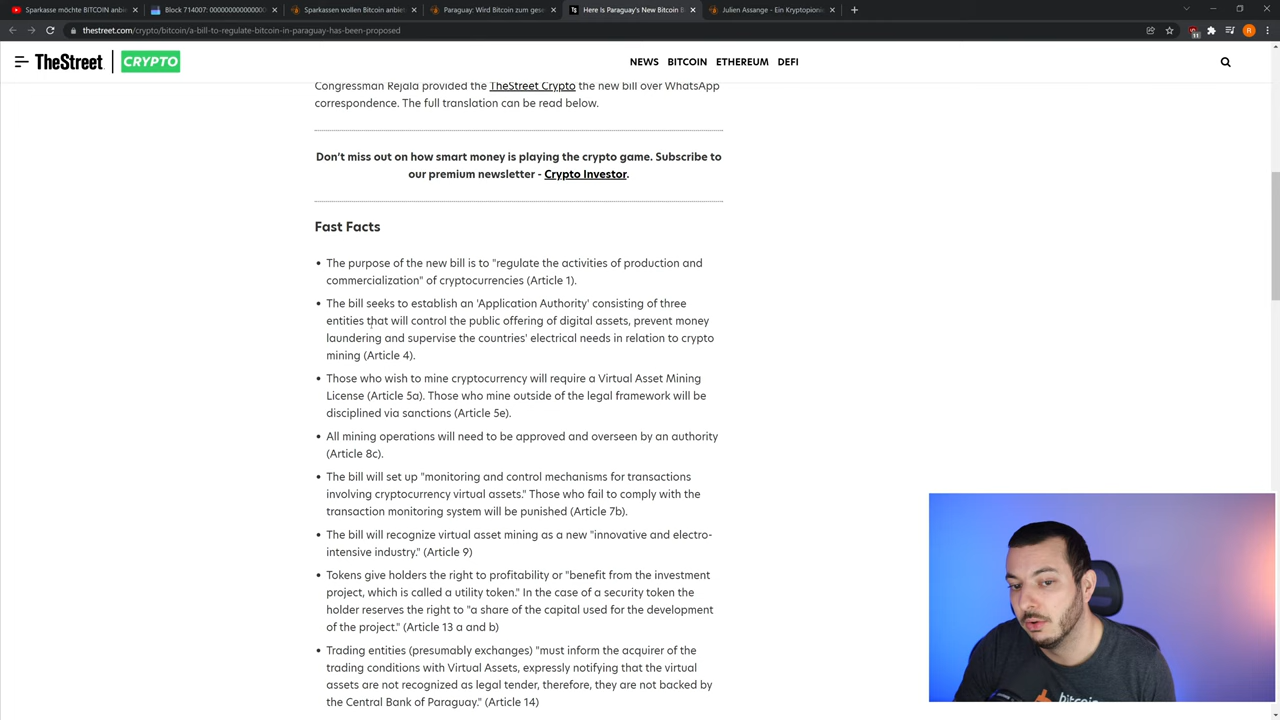 Sparkasse möchte BITCOIN anbie
Block 714007: 0000000000000
Sparkassen wollen Bitcoin anbiet
Paraguay: Wird Bitcoin zum gese
Here Is Paraguay's New Bitcoin B
Julien Assange – Ein Kryptopionie
thestreet.com/crypto/bitcoin/a-bill-to-regulate-bitcoin-in-paraguay-has-been-proposed
TheStreet CRYPTO
NEWS BITCOIN ETHEREUM DEFI
Congressman Rejala provided the TheStreet Crypto the new bill over WhatsApp
correspondence. The full translation can be read below.
Don't miss out on how smart money is playing the crypto game. Subscribe to
our premium newsletter - Crypto Investor.
Fast Facts
• The purpose of the new bill is to "regulate the activities of production and
commercialization" of cryptocurrencies (Article 1).
• The bill seeks to establish an 'Application Authority' consisting of three
entities that will control the public offering of digital assets, prevent money
laundering and supervise the countries' electrical needs in relation to crypto
mining (Article 4).
• Those who wish to mine cryptocurrency will require a Virtual Asset Mining
License (Article 5a). Those who mine outside of the legal framework will be
disciplined via sanctions (Article 5e).
• All mining operations will need to be approved and overseen by an authority
(Article 8c).
• The bill will set up "monitoring and control mechanisms for transactions
involving cryptocurrency virtual assets." Those who fail to comply with the
transaction monitoring system will be punished (Article 7b).
• The bill will recognize virtual asset mining as a new "innovative and electro-
intensive industry." (Article 9)
• Tokens give holders the right to profitability or "benefit from the investment
project, which is called a utility token." In the case of a security token the
holder reserves the right to "a share of the capital used for the development
of the project." (Article 13 a and b)
• Trading entities (presumably exchanges) "must inform the acquirer of the
trading conditions with Virtual Assets, expressly notifying that the virtual
assets are not recognized as legal tender, therefore, they are not backed by
the Central Bank of Paraguay." (Article 14)
bitcoin